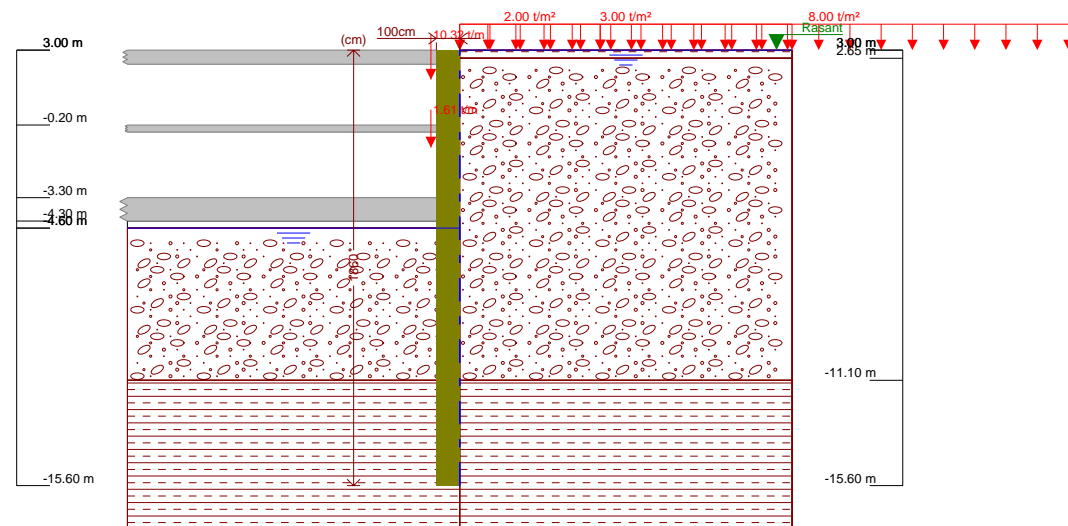 2.00 t/m² 3.00 t/m² 8.00 t/m²
100cm
10.32 t/m
Rasant
(cm)
3.00 m
3.00 m
2.65 m
1.61 t/m
-0.20 m
-3.30 m
-4.30 m
-4.60 m
1860
-11.10 m
-15.60 m
-15.60 m